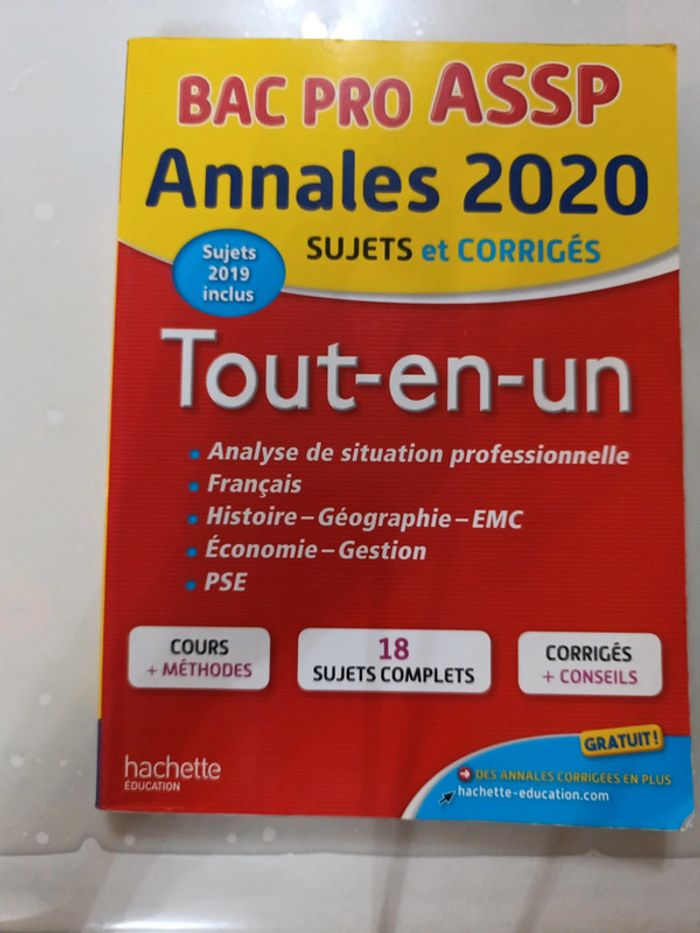 BAC PRO ASSP
Annales 2020
SUJETS et CORRIGÉS
Sujets
2019
inclus
Tout-en-un
• Analyse de situation professionnelle
• Français
• Histoire – Géographie – EMC
• Économie – Gestion
• PSE
COURS
+ MÉTHODES
18
SUJETS COMPLETS
CORRIGÉS
+ CONSEILS
GRATUIT !
DES ANNALES CORRIGÉES EN PLUS
hachette-education.com
hachette
ÉDUCATION